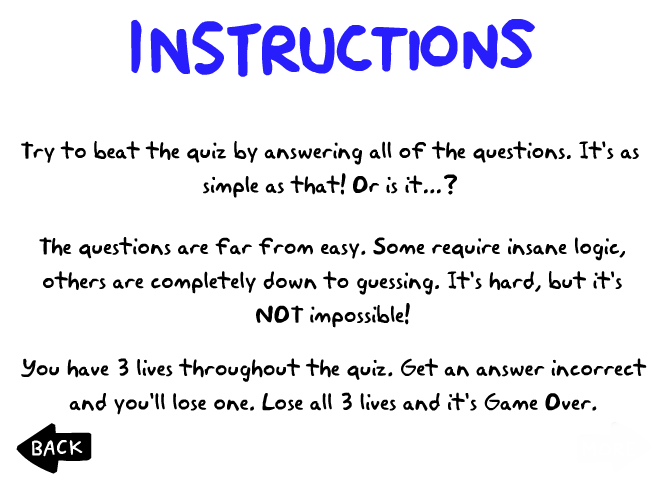 INSTRUCTIONS
Try to beat the quiz by answering all of the questions. It's as
simple as that! Or is it...?
The questions are far from easy. Some require insane logic,
others are completely down to guessing. It's hard, but it's
NOT impossible!
You have 3 lives throughout the quiz. Get an answer incorrect
and you'll lose one. Lose all 3 lives and it's Game Over.
BACK